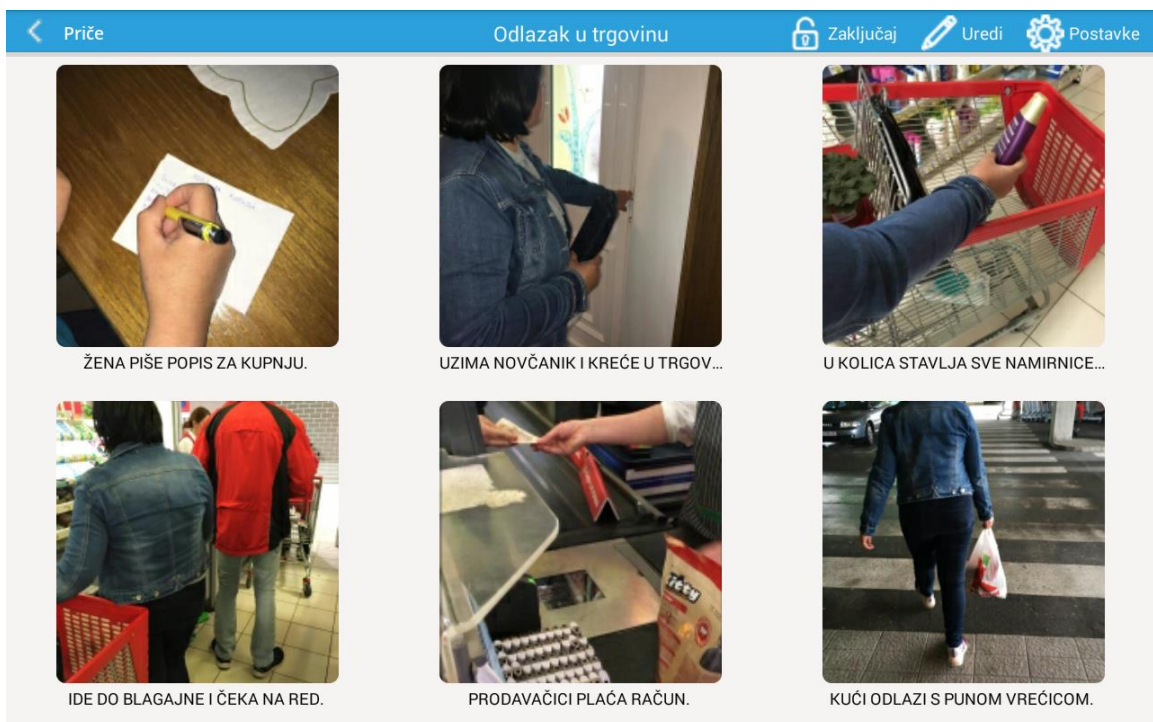 Priče
Odlazak u trgovinu
Zaključaj
Uredi
Postavke
ŽENA PIŠE POPIS ZA KUPNJU.
UZIMA NOVČANIK I KREĆE U TRGOV...
U KOLICA STAVLJA SVE NAMIRNICE...
IDE DO BLAGAJNE I ČEKA NA RED.
PRODAVAČICI PLAĆA RAČUN.
KUĆI ODLAZI S PUNOM VREĆICOM.